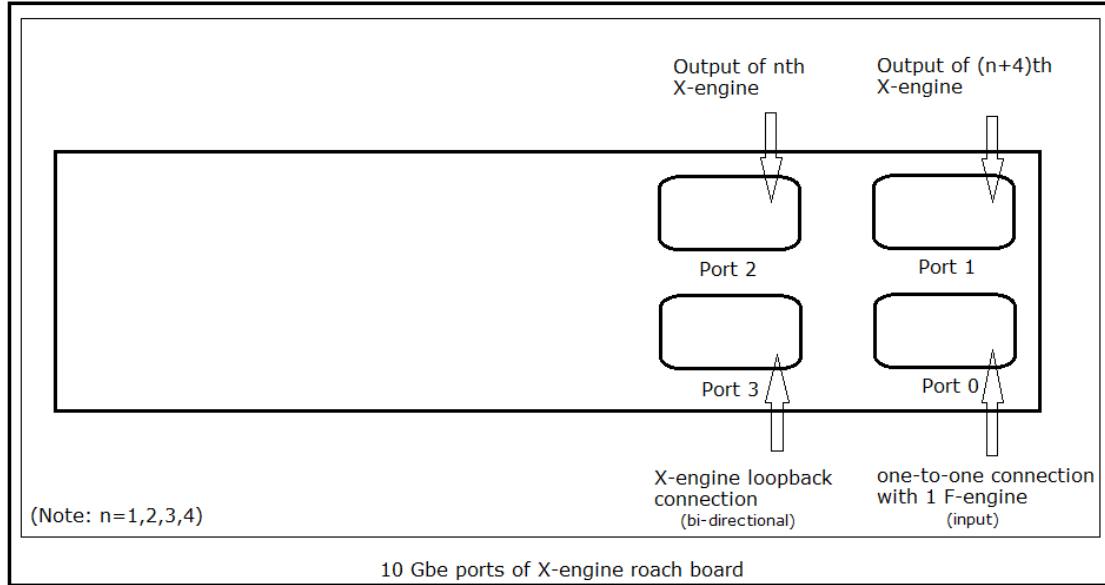 Output of nth
X-engine
Output of (n+4)th
X-engine
Port 2
Port 1
Port 3
Port 0
X-engine loopback
connection
(bi-directional)
one-to-one connection
with 1 F-engine
(input)
(Note: n=1,2,3,4)
10 Gbe ports of X-engine roach board